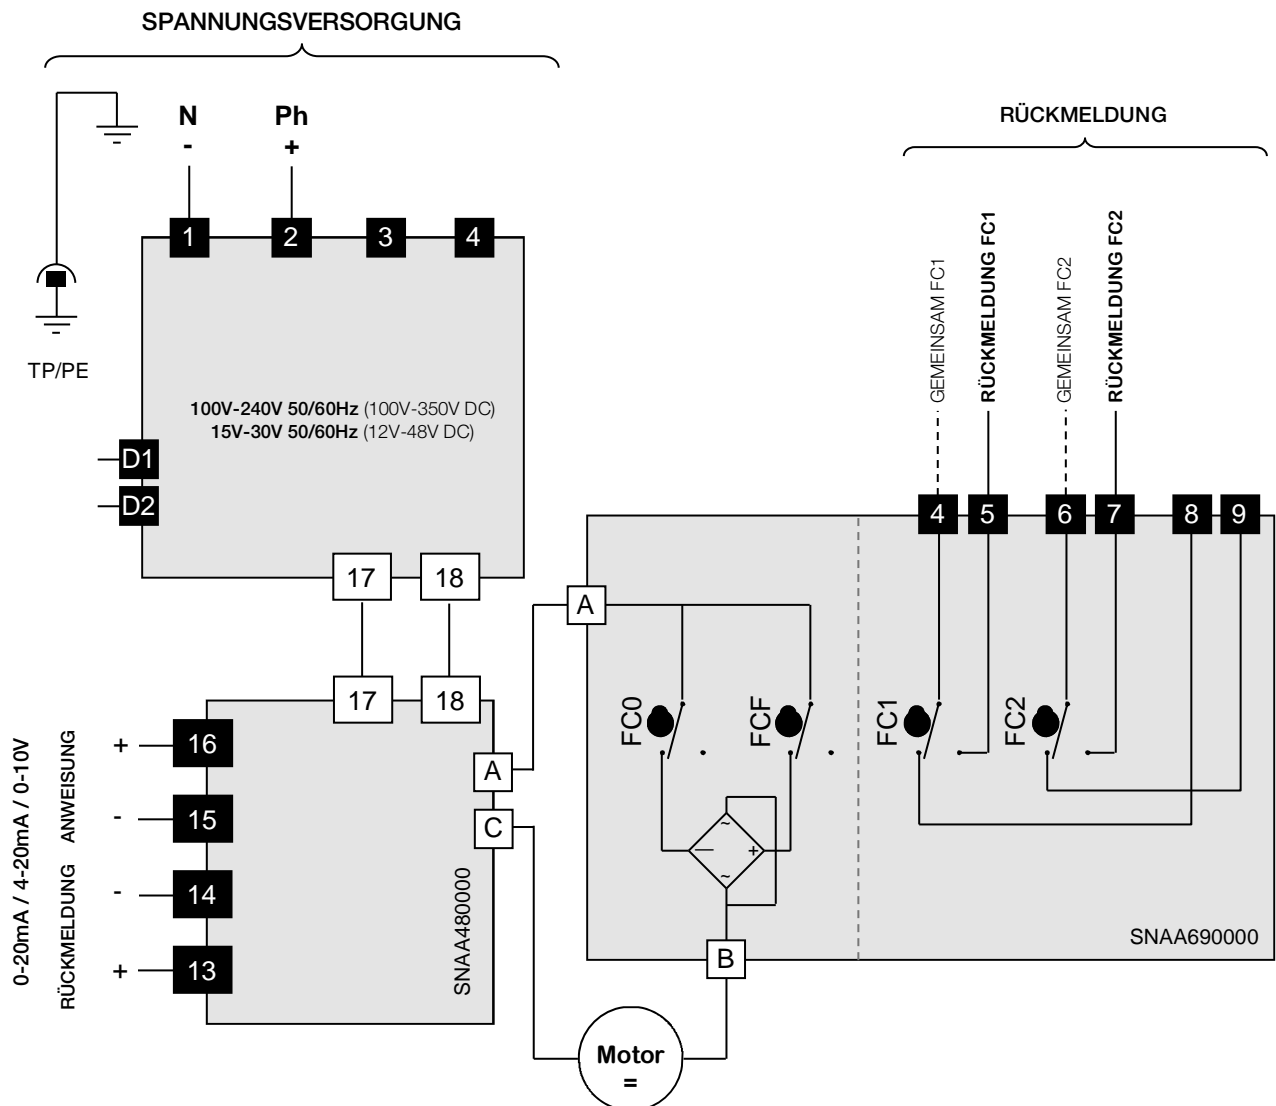 SPANNUNGSVERSORGUNG
N
-
Ph
+
TP/PE
1
2
3
4
100V-240V 50/60Hz (100V-350V DC)
15V-30V 50/60Hz (12V-48V DC)
D1
D2
17
18
17
18
0-20mA / 4-20mA / 0-10V
ANWEISUNG
RÜCKMELDUNG
+
16
-
15
-
14
+
13
A
C
SNAA480000
RÜCKMELDUNG
GEMEINSAM FC1
RÜCKMELDUNG FC1
GEMEINSAM FC2
RÜCKMELDUNG FC2
4
5
6
7
8
9
A
FC0
FCF
FC1
FC2
~
—
+
~
B
SNAA690000
Motor
=